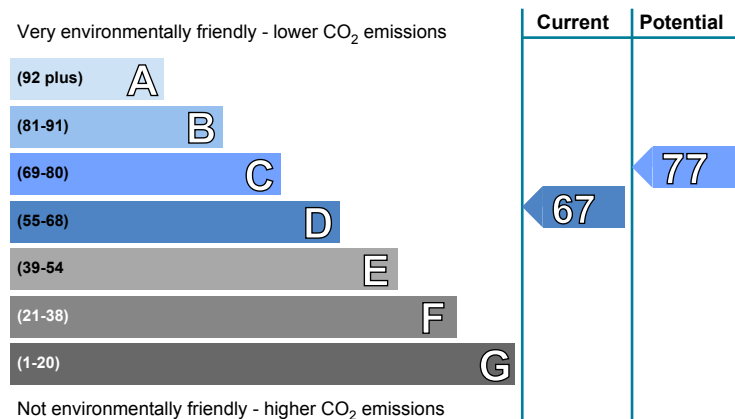 Very environmentally friendly - lower CO₂ emissions
Current
Potential
(92 plus) A
(81-91) B
(69-80) C
(55-68) D
(39-54 E
(21-38) F
(1-20) G
67
77
Not environmentally friendly - higher CO₂ emissions